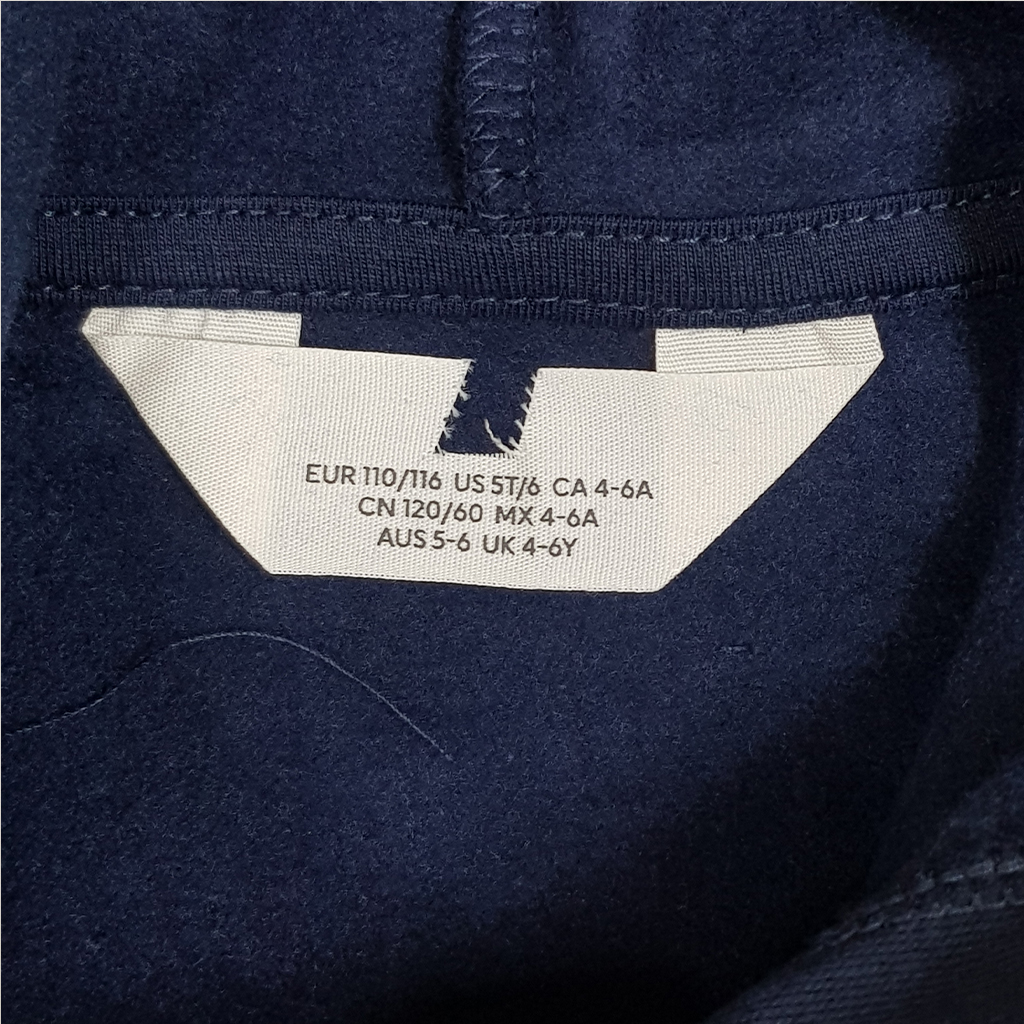 EUR 110/116 US 5T/6 CA 4-6A
CN 120/60 MX 4-6A
AUS 5-6 UK 4-6Y